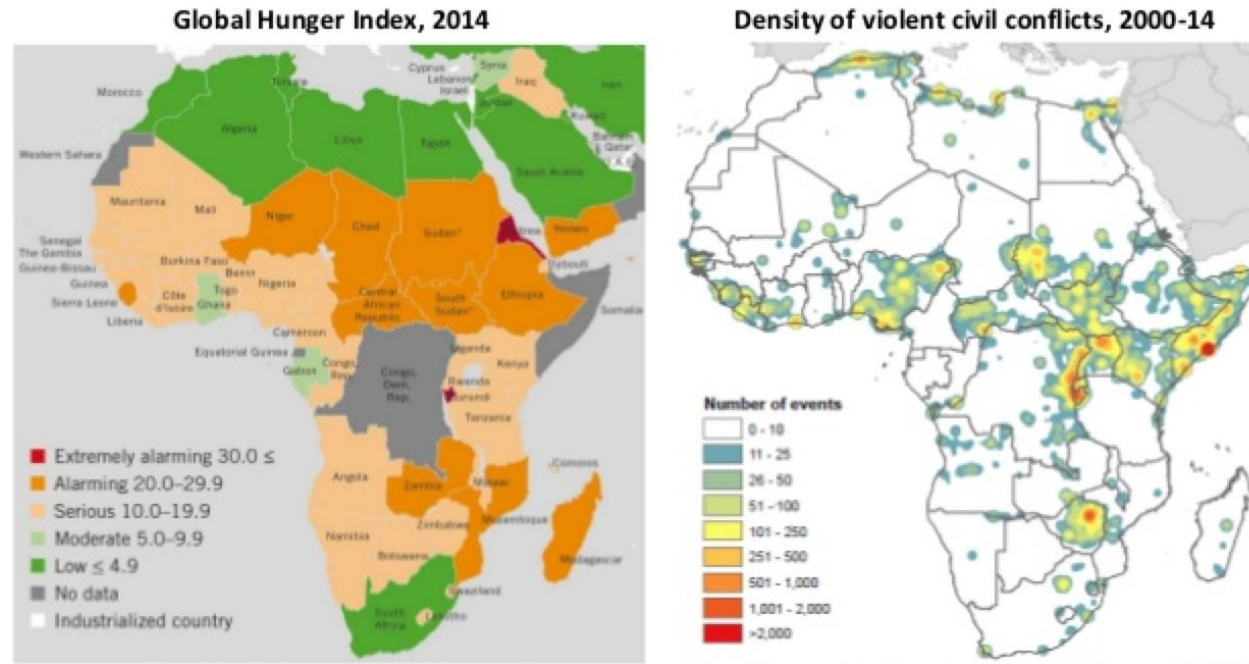 Global Hunger Index, 2014
Tunisia
Cyprus
Syria
Lebanon
Israel
Iraq
Iran
Morocco
Jordan
Kuwait
Algeria
Libya
Egypt
Bahrain
Qatar
Western Sahara
Saudi Arabia
Mauritania
Mali
Niger
Chad
Sudan*
Eritrea
Yemen
Senegal
The Gambia
Guinea-Bissau
Burkina Faso
Djibouti
Guinea
Benin
Nigeria
Togo
Sierra Leone
Côte
d'Ivoire
Ghana
Central
African
Republic
South
Sudan*
Ethiopia
Somalia
Liberia
Cameroon
Equatorial Guinea
Uganda
Gabon
Congo,
Rep.
Congo,
Dem.
Rep.
Kenya
Rwanda
Burundi
Tanzania
Comoros
Angola
Zambia
Malawi
Mozambique
Zimbabwe
Namibia
Botswana
Madagascar
Swaziland
South
Africa
Lesotho
Extremely alarming 30.0 ≤
Alarming 20.0–29.9
Serious 10.0–19.9
Moderate 5.0–9.9
Low ≤ 4.9
No data
Industrialized country
Density of violent civil conflicts, 2000-14
Number of events
0 - 10
11 - 25
26 - 50
51 - 100
101 - 250
251 - 500
501 - 1,000
1,001 - 2,000
>2,000